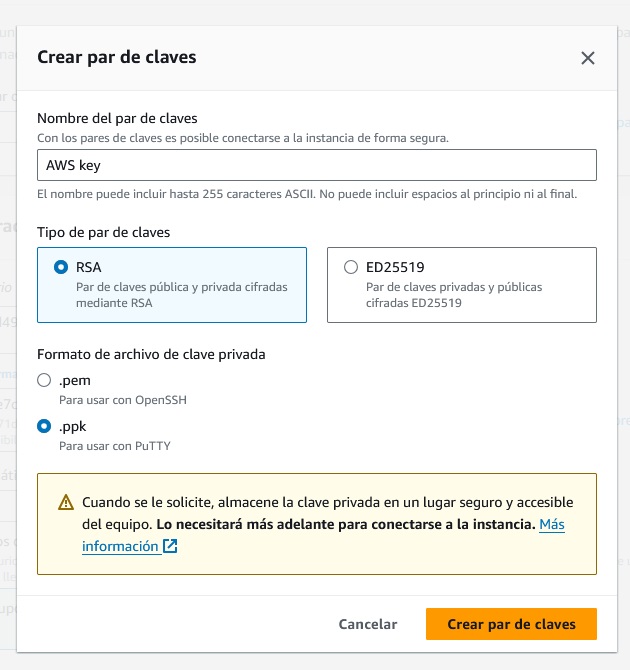 Crear par de claves
Nombre del par de claves
Con los pares de claves es posible conectarse a la instancia de forma segura.
AWS key
El nombre puede incluir hasta 255 caracteres ASCII. No puede incluir espacios al principio ni al final.
Tipo de par de claves
RSA
Par de claves pública y privada cifradas
mediante RSA
ED25519
Par de claves privadas y públicas
cifradas ED25519
Formato de archivo de clave privada
.pem
Para usar con OpenSSH
.ppk
Para usar con PuTTY
Cuando se le solicite, almacene la clave privada en un lugar seguro y accesible
del equipo. Lo necesitará más adelante para conectarse a la instancia. Más
información
Cancelar
Crear par de claves